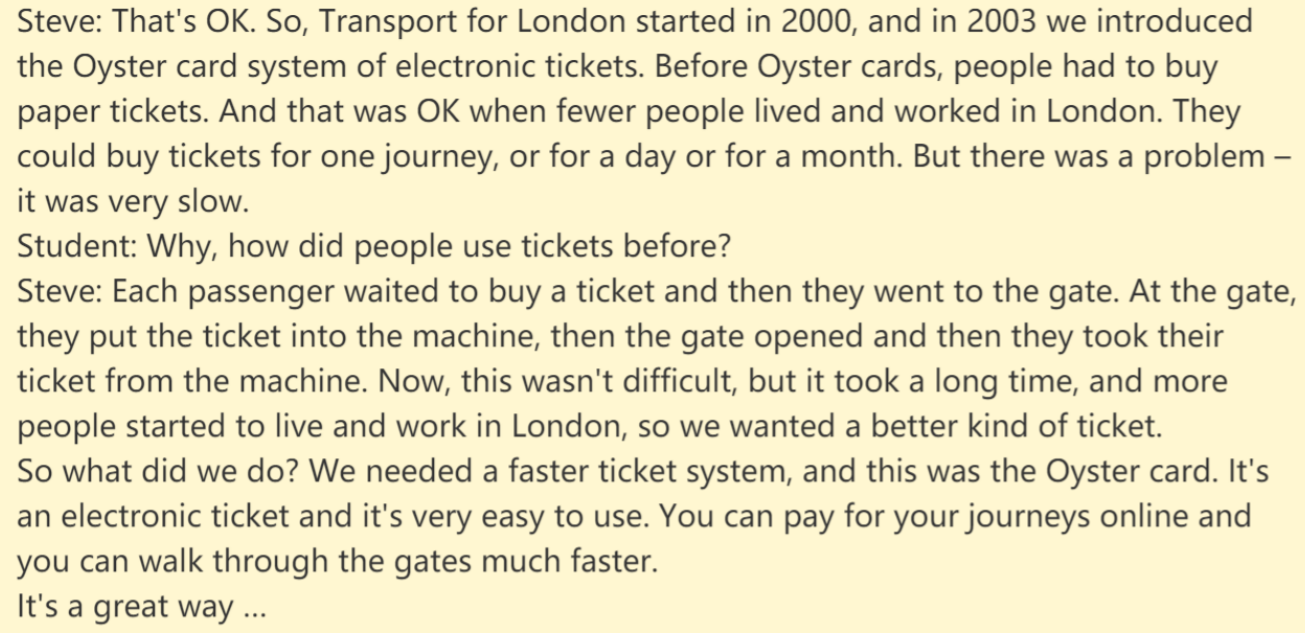 Steve: That's OK. So, Transport for London started in 2000, and in 2003 we introduced
the Oyster card system of electronic tickets. Before Oyster cards, people had to buy
paper tickets. And that was OK when fewer people lived and worked in London. They
could buy tickets for one journey, or for a day or for a month. But there was a problem –
it was very slow.
Student: Why, how did people use tickets before?
Steve: Each passenger waited to buy a ticket and then they went to the gate. At the gate,
they put the ticket into the machine, then the gate opened and then they took their
ticket from the machine. Now, this wasn't difficult, but it took a long time, and more
people started to live and work in London, so we wanted a better kind of ticket.
So what did we do? We needed a faster ticket system, and this was the Oyster card. It's
an electronic ticket and it's very easy to use. You can pay for your journeys online and
you can walk through the gates much faster.
It's a great way ...